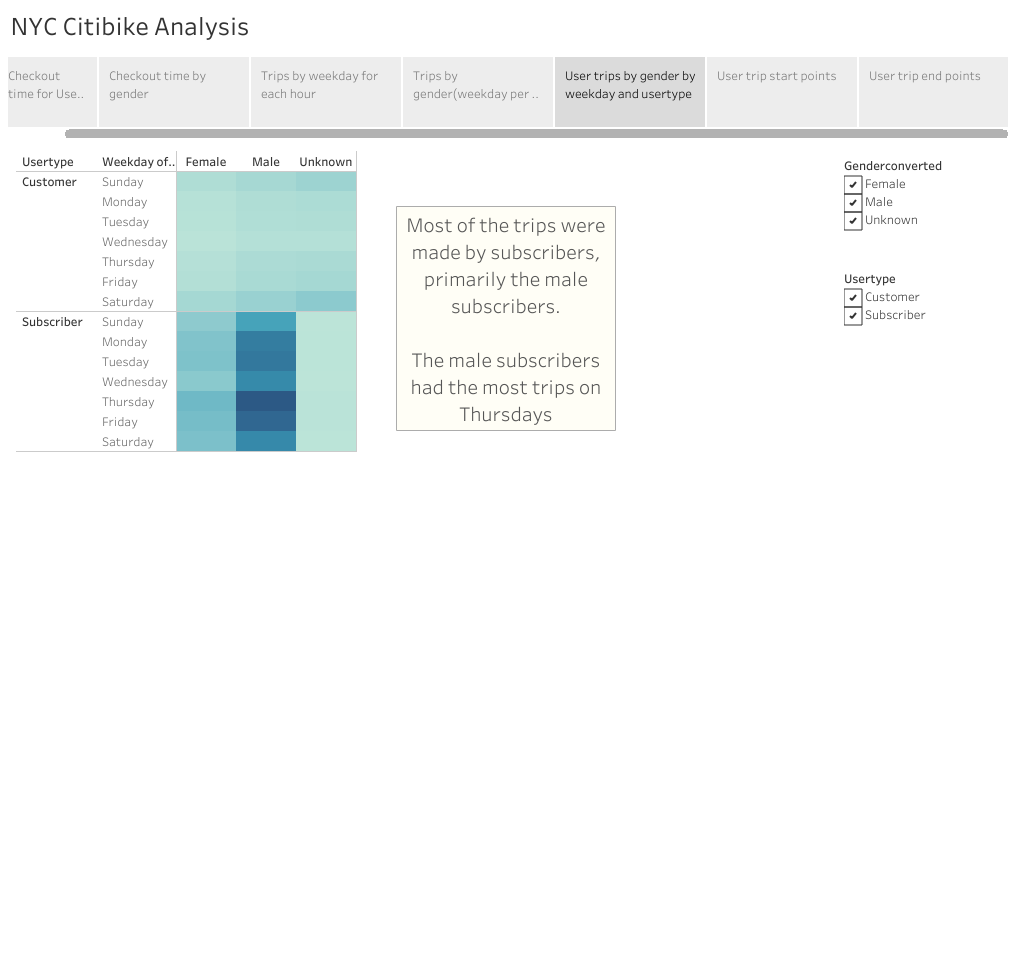 NYC Citibike Analysis
Checkout
time for Use..
Checkout time by
gender
Trips by weekday for
each hour
Trips by
gender(weekday per ..
User trips by gender by
weekday and usertype
User trip start points
User trip end points
Usertype Weekday of.. Female Male Unknown
Customer Sunday
Monday
Tuesday
Wednesday
Thursday
Friday
Saturday
Subscriber Sunday
Monday
Tuesday
Wednesday
Thursday
Friday
Saturday
Most of the trips were
made by subscribers,
primarily the male
subscribers.
The male subscribers
had the most trips on
Thursdays
Genderconverted
Female
Male
Unknown
Usertype
Customer
Subscriber